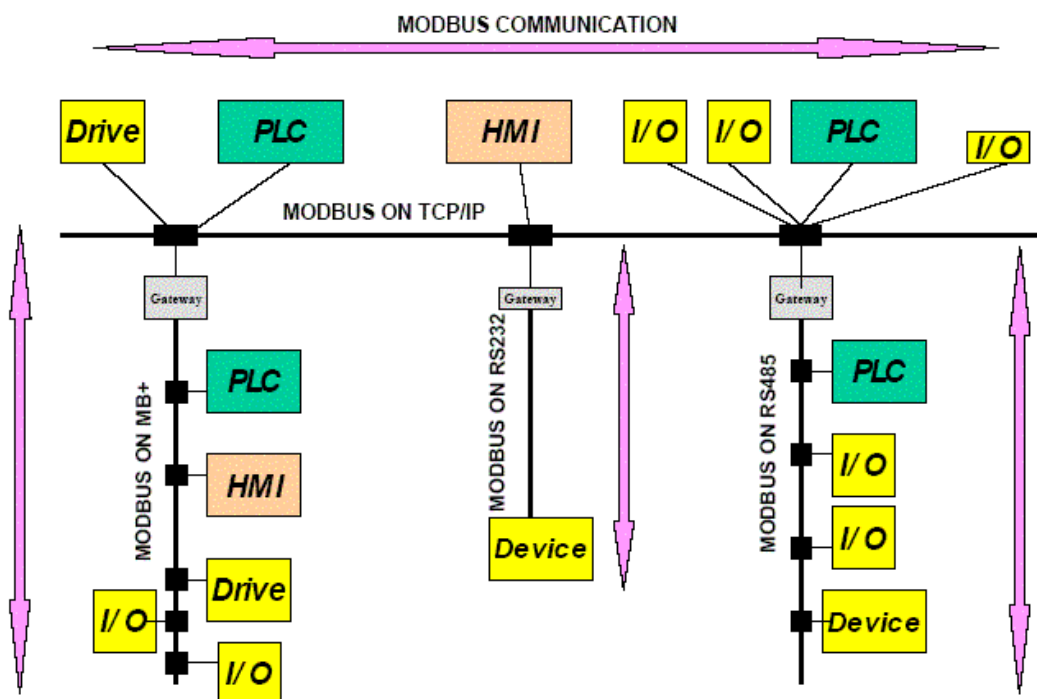 MODBUS COMMUNICATION
Drive
PLC
HMI
I/O
I/O
PLC
I/O
MODBUS ON TCP/IP
Gateway
Gateway
Gateway
MODBUS ON MB+
PLC
HMI
Drive
I/O
I/O
MODBUS ON RS232
Device
MODBUS ON RS485
PLC
I/O
I/O
Device